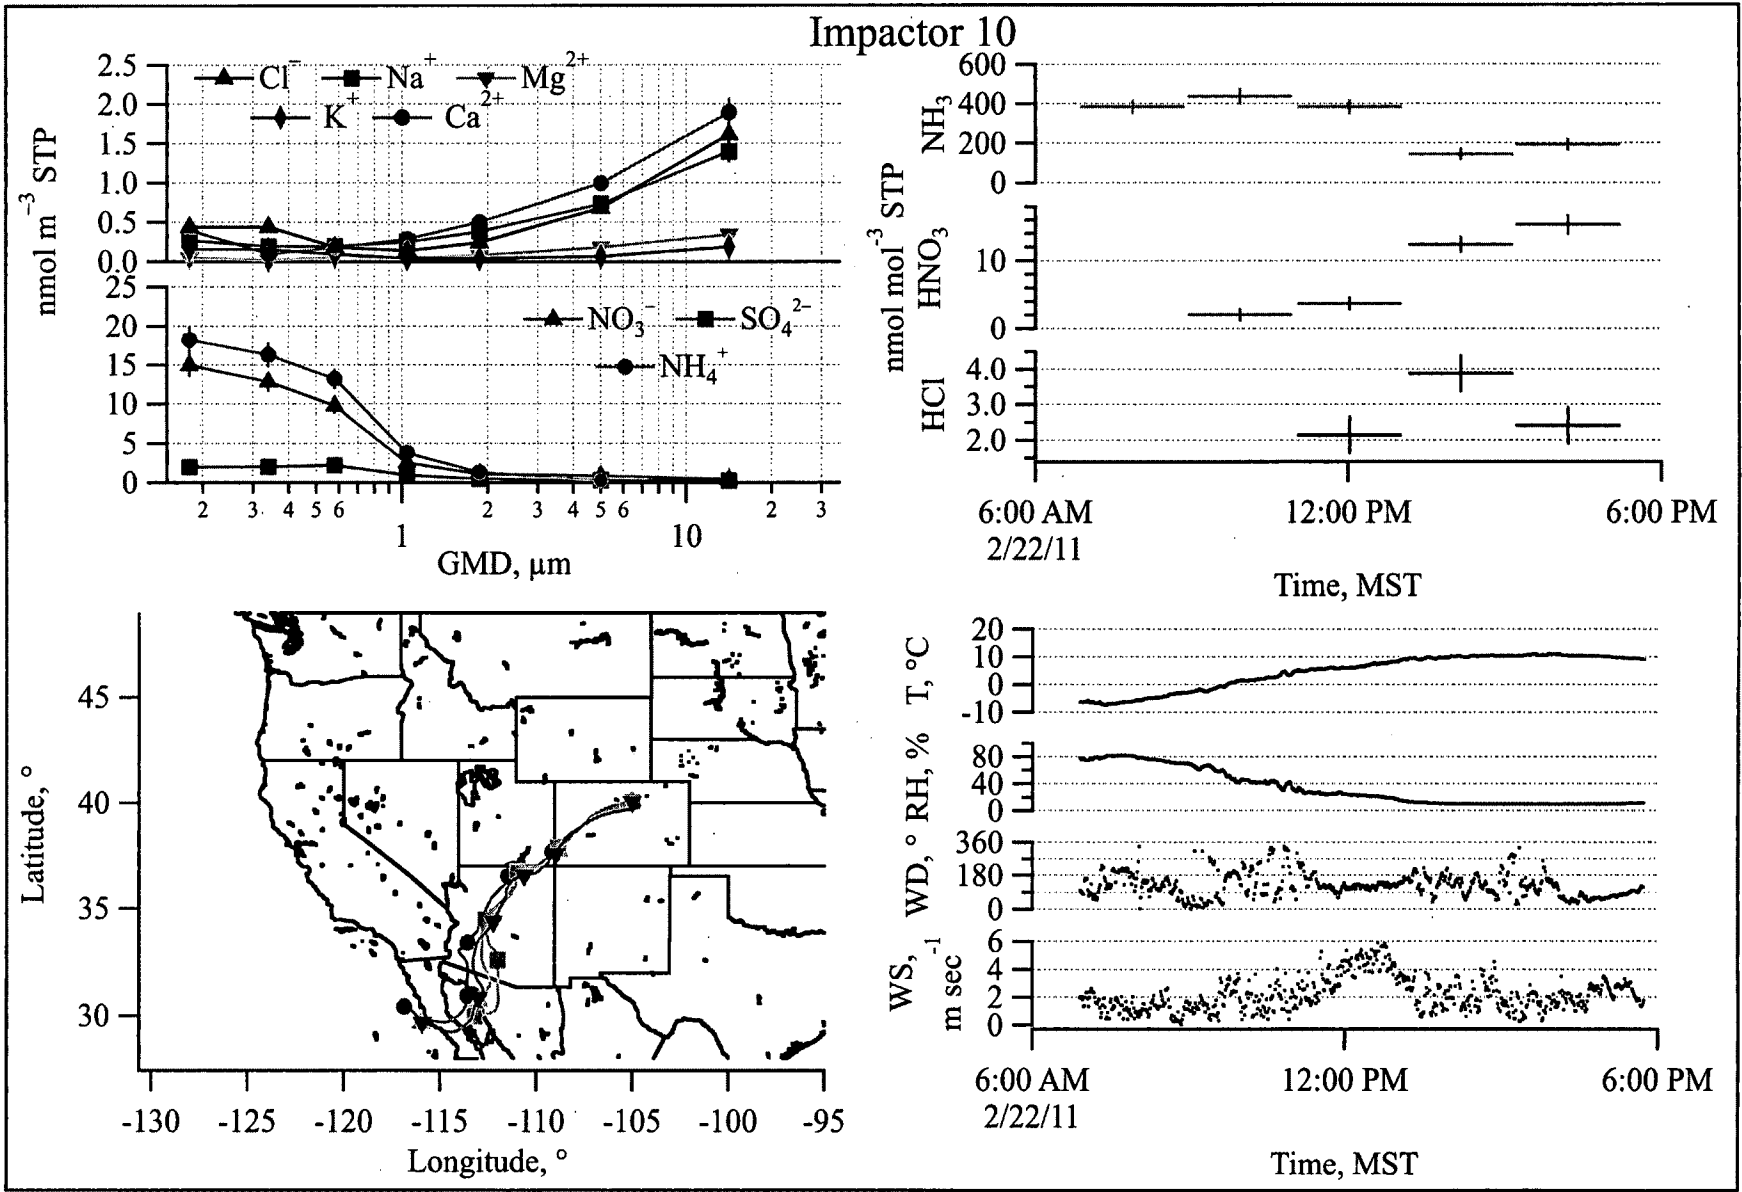 Impactor 10
2.5
2.0
1.5
1.0
0.5
0.0
Cl⁻ Na⁺ Mg²⁺
K⁺ Ca²⁺
25
20
15
10
5
0
NO₃⁻ SO₄²⁻
NH₄⁺
nmol m⁻³ STP
2 3 4 5 6 2 3 4 5 6 2 3
1 10
GMD, µm
600
400
200
0
NH₃
10
0
HNO₃
4.0
3.0
2.0
HCl
nmol mol⁻³ STP
6:00 AM 12:00 PM 6:00 PM
2/22/11
Time, MST
45
40
35
30
Latitude, °
-130 -125 -120 -115 -110 -105 -100 -95
Longitude, °
20
10
0
-10
T, °C
80
40
0
RH, %
360
180
0
WD, °
6
4
2
0
WS,
m sec⁻¹
6:00 AM 12:00 PM 6:00 PM
2/22/11
Time, MST